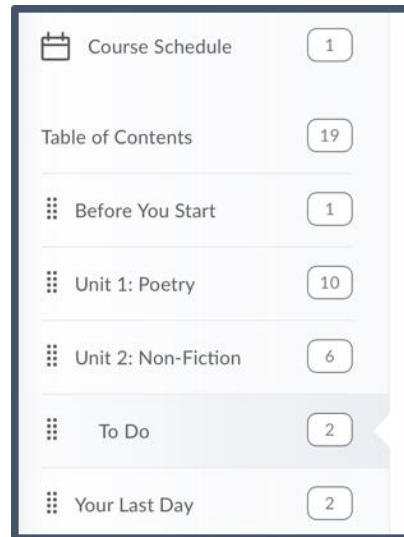 Course Schedule 1
Table of Contents 19
Before You Start 1
Unit 1: Poetry 10
Unit 2: Non-Fiction 6
To Do 2
Your Last Day 2